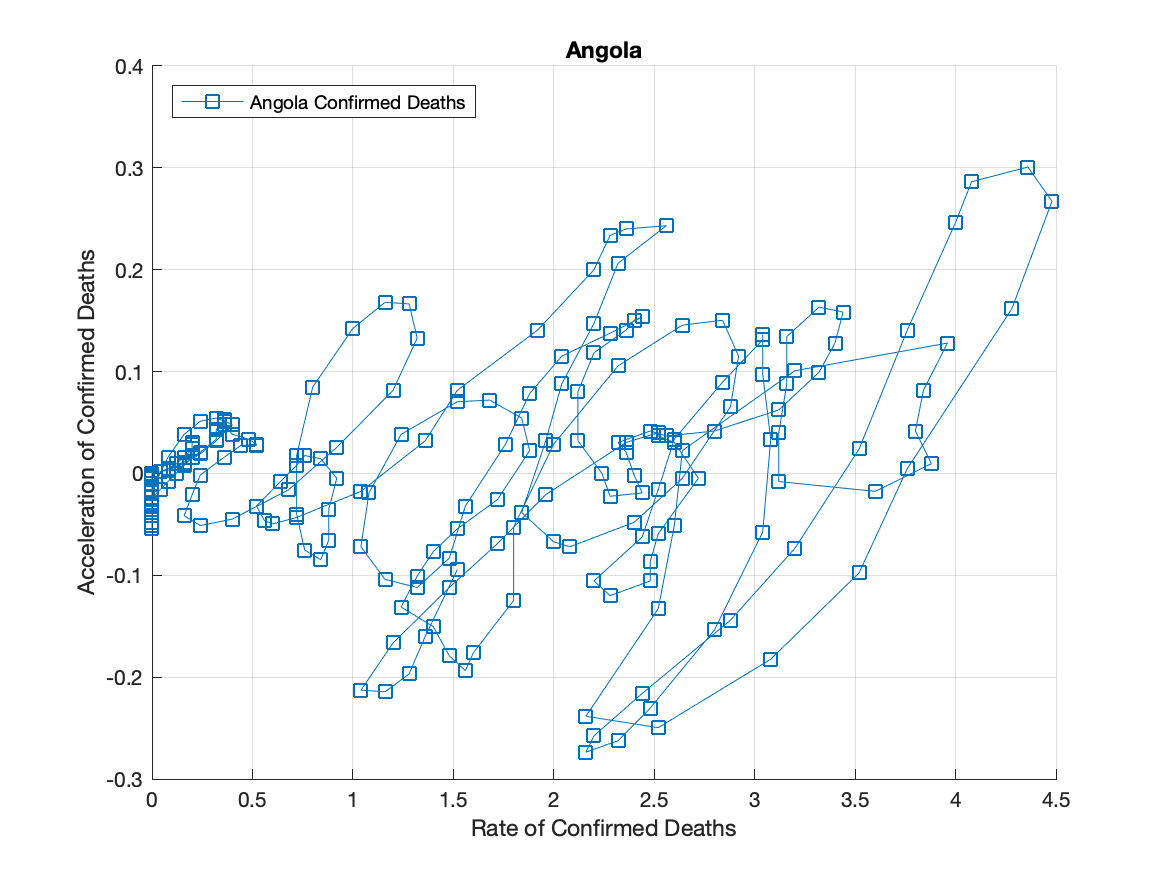 Angola
0.4
Angola Confirmed Deaths
0.3
0.2
0.1
0
-0.1
-0.2
-0.3
Acceleration of Confirmed Deaths
0 0.5 1 1.5 2 2.5 3 3.5 4 4.5
Rate of Confirmed Deaths